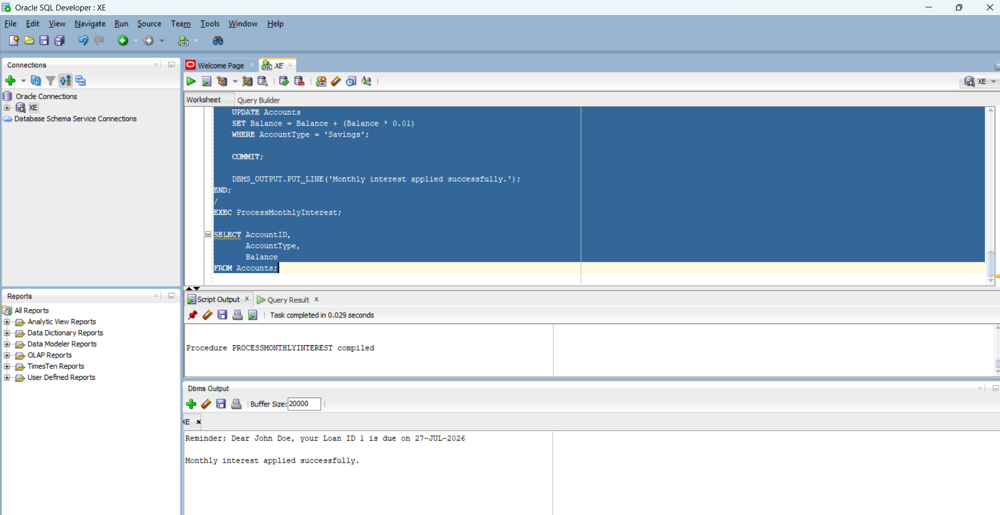 Oracle SQL Developer : XE
File Edit View Navigate Run Source Team Tools Window Help
Connections
Oracle Connections
XE
Database Schema Service Connections
Reports
All Reports
Analytic View Reports
Data Dictionary Reports
Data Modeler Reports
OLAP Reports
TimesTen Reports
User Defined Reports
Welcome Page
XE
XE
Worksheet Query Builder
UPDATE Accounts
SET Balance = Balance + (Balance * 0.01)
WHERE AccountType = 'Savings';
COMMIT;
DBMS_OUTPUT.PUT_LINE('Monthly interest applied successfully.');
END;
/
EXEC ProcessMonthlyInterest;
SELECT AccountID,
AccountType,
Balance
FROM Accounts;
Script Output Query Result
Task completed in 0.029 seconds
Procedure PROCESSMONTHLYINTEREST compiled
Dbms Output
Buffer Size: 20000
XE
Reminder: Dear John Doe, your Loan ID 1 is due on 27-JUL-2026
Monthly interest applied successfully.